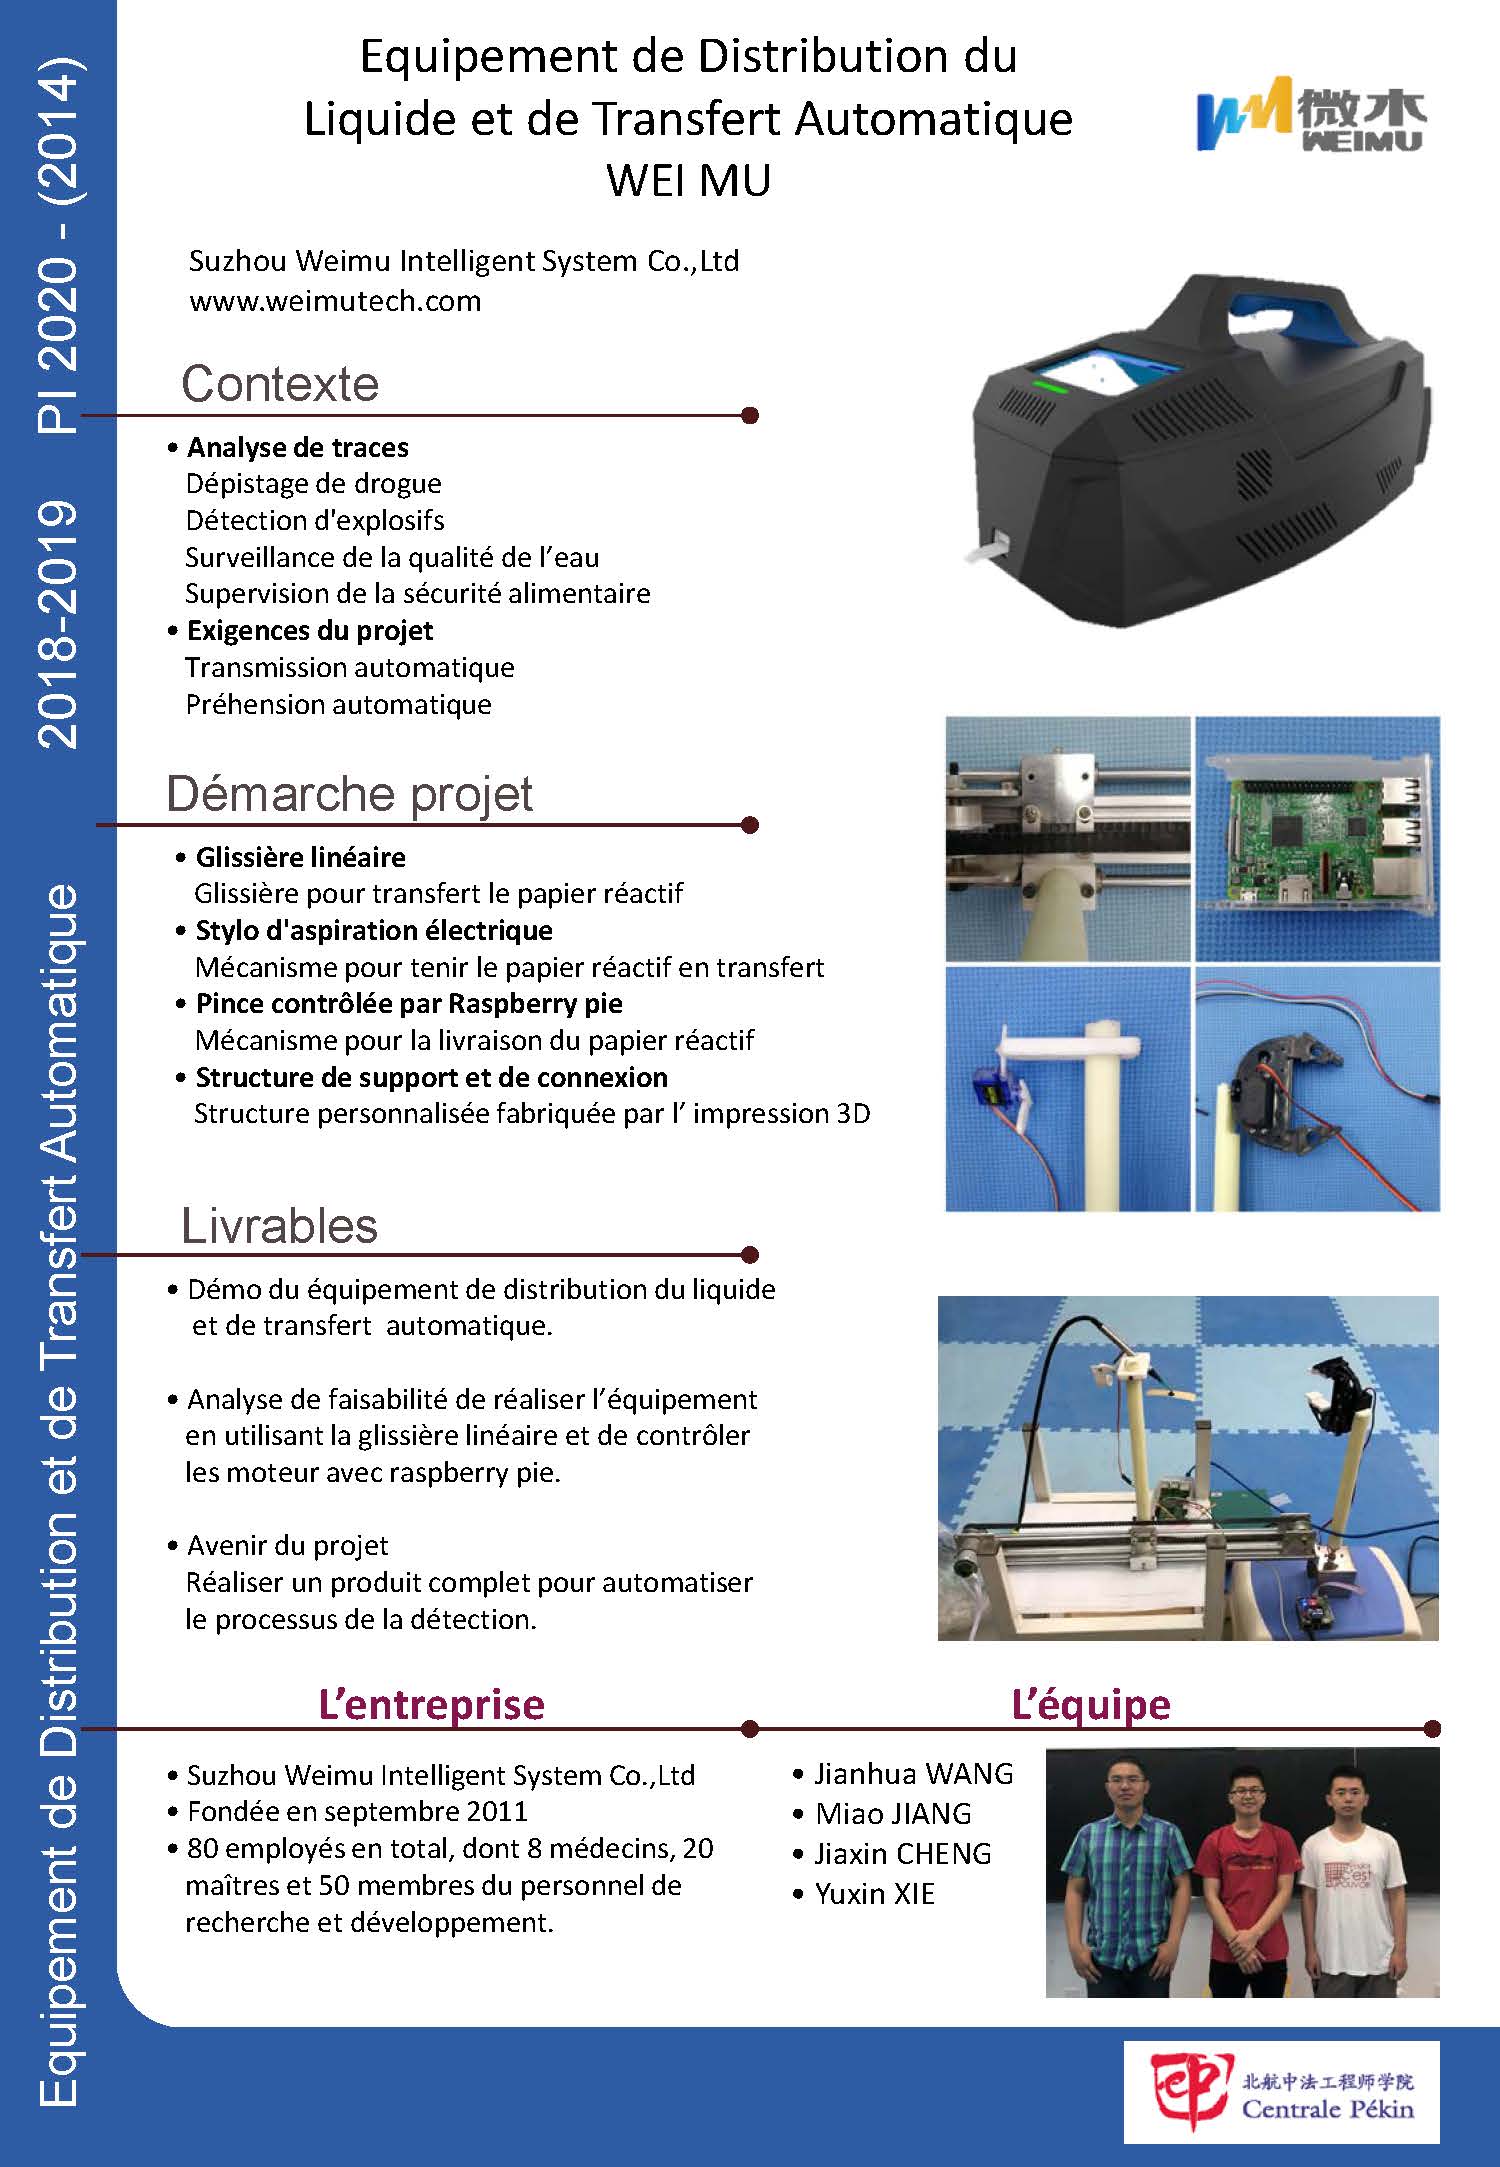 Equipement de Distribution du
Liquide et de Transfert Automatique
WEI MU
微木
WEIMU
Suzhou Weimu Intelligent System Co.,Ltd
www.weimutech.com
Contexte
• Analyse de traces
Dépistage de drogue
Détection d'explosifs
Surveillance de la qualité de l’eau
Supervision de la sécurité alimentaire
• Exigences du projet
Transmission automatique
Préhension automatique
Démarche projet
• Glissière linéaire
Glissière pour transfert le papier réactif
• Stylo d'aspiration électrique
Mécanisme pour tenir le papier réactif en transfert
• Pince contrôlée par Raspberry pie
Mécanisme pour la livraison du papier réactif
• Structure de support et de connexion
Structure personnalisée fabriquée par l’ impression 3D
Livrables
• Démo du équipement de distribution du liquide
et de transfert automatique.
• Analyse de faisabilité de réaliser l’équipement
en utilisant la glissière linéaire et de contrôler
les moteur avec raspberry pie.
• Avenir du projet
Réaliser un produit complet pour automatiser
le processus de la détection.
L’entreprise
• Suzhou Weimu Intelligent System Co.,Ltd
• Fondée en septembre 2011
• 80 employés en total, dont 8 médecins, 20
maîtres et 50 membres du personnel de
recherche et développement.
L’équipe
• Jianhua WANG
• Miao JIANG
• Jiaxin CHENG
• Yuxin XIE
C'EST
北航中法工程师学院
Centrale Pékin
Equipement de Distribution et de Transfert Automatique 2018-2019 PI 2020 - (2014)